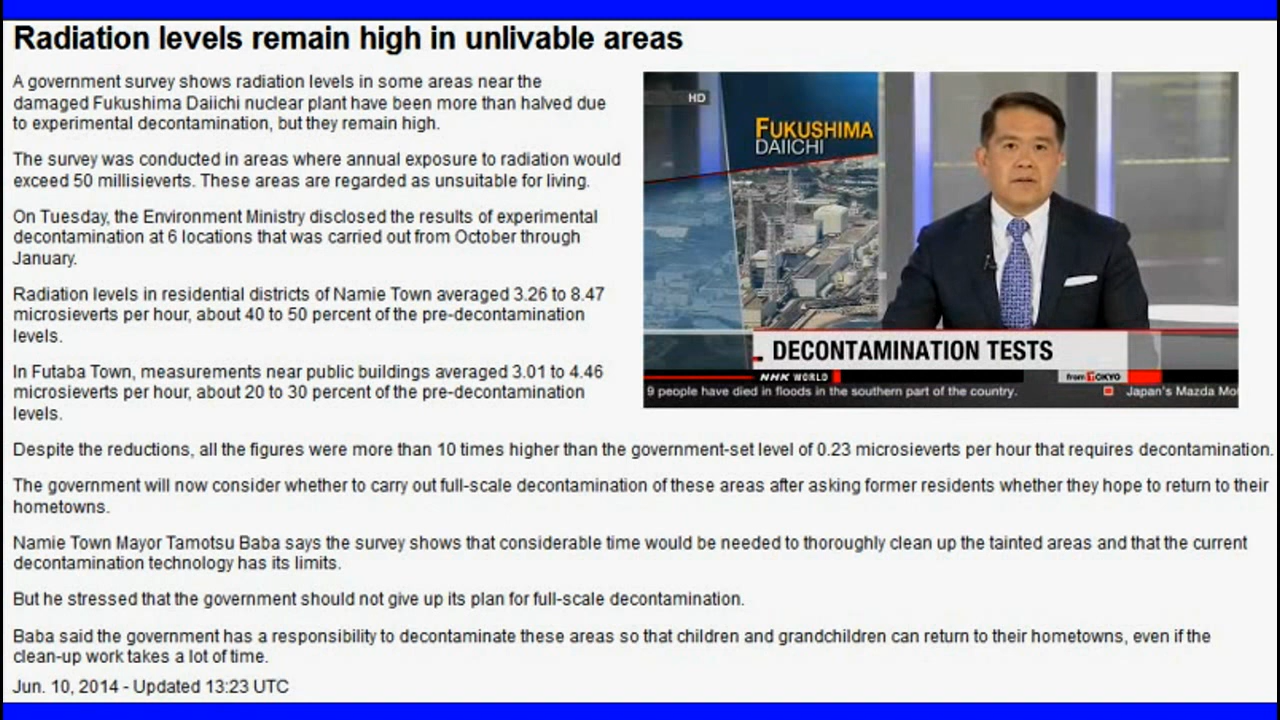 Radiation levels remain high in unlivable areas
A government survey shows radiation levels in some areas near the
damaged Fukushima Daiichi nuclear plant have been more than halved due
to experimental decontamination, but they remain high.
The survey was conducted in areas where annual exposure to radiation would
exceed 50 millisieverts. These areas are regarded as unsuitable for living.
On Tuesday, the Environment Ministry disclosed the results of experimental
decontamination at 6 locations that was carried out from October through
January.
Radiation levels in residential districts of Namie Town averaged 3.26 to 8.47
microsieverts per hour, about 40 to 50 percent of the pre-decontamination
levels.
In Futaba Town, measurements near public buildings averaged 3.01 to 4.46
microsieverts per hour, about 20 to 30 percent of the pre-decontamination
levels.
HD
FUKUSHIMA
DAIICHI
DECONTAMINATION TESTS
NHK WORLD
from TOKYO
9 people have died in floods in the southern part of the country.
Japan's Mazda Mo
Despite the reductions, all the figures were more than 10 times higher than the government-set level of 0.23 microsieverts per hour that requires decontamination.
The government will now consider whether to carry out full-scale decontamination of these areas after asking former residents whether they hope to return to their
hometowns.
Namie Town Mayor Tamotsu Baba says the survey shows that considerable time would be needed to thoroughly clean up the tainted areas and that the current
decontamination technology has its limits.
But he stressed that the government should not give up its plan for full-scale decontamination.
Baba said the government has a responsibility to decontaminate these areas so that children and grandchildren can return to their hometowns, even if the
clean-up work takes a lot of time.
Jun. 10, 2014 - Updated 13:23 UTC